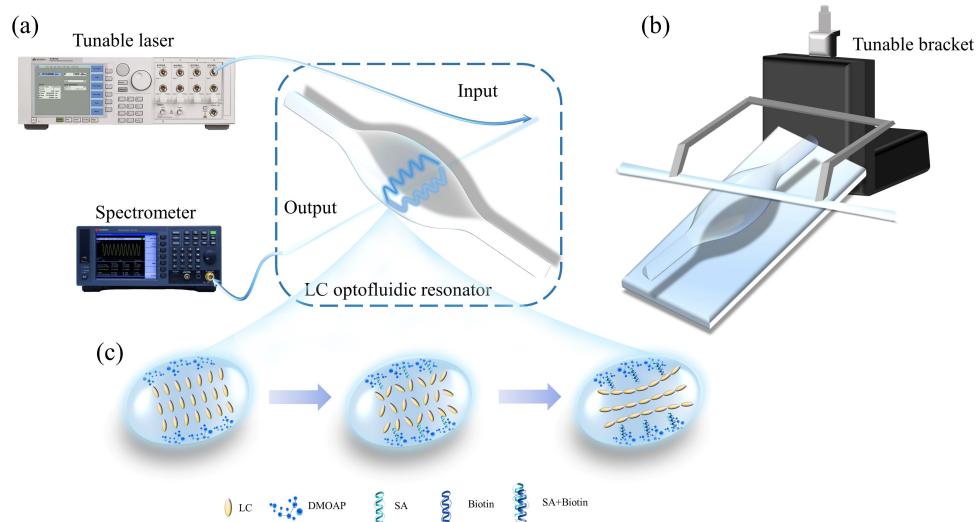 (a)
Tunable laser
Input
Spectrometer
Output
LC optofluidic resonator
(b)
Tunable bracket
(c)
LC
DMOAP
SA
Biotin
SA+Biotin